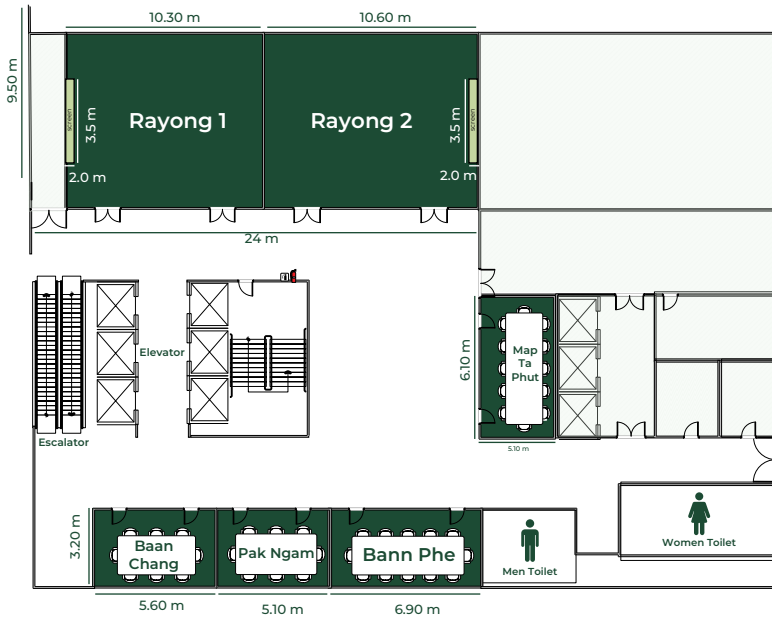 10.30 m
10.60 m
9.50 m
screen
3.5 m
Rayong 1
Rayong 2
3.5 m
screen
2.0 m
2.0 m
24 m
Elevator
Escalator
6.10 m
Map
Ta
Phut
5.10 m
3.20 m
Baan
Chang
Pak Ngam
Bann Phe
Men Toilet
Women Toilet
5.60 m
5.10 m
6.90 m